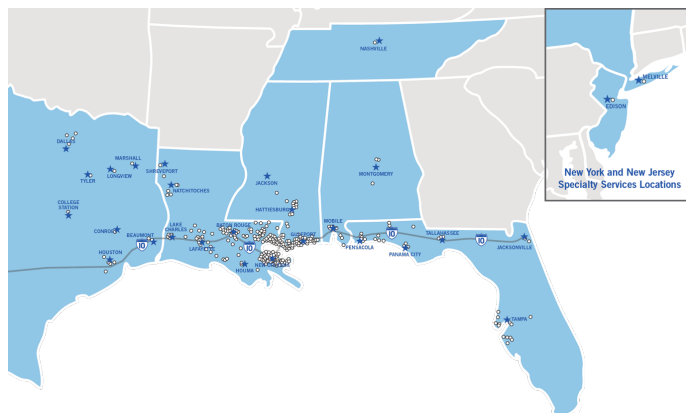 NASHVILLE
MELVILLE
EDISON
New York and New Jersey
Specialty Services Locations
DALLAS
MARSHALL
TYLER
LONGVIEW
SHREVEPORT
NATCHITOCHES
JACKSON
MONTGOMERY
COLLEGE
STATION
HATTIESBURG
CONROE
BEAUMONT
LAKE
CHARLES
BATON ROUGE
LAFAYETTE
GULFPORT
MOBILE
PENSACOLA
PANAMA CITY
TALLAHASSEE
JACKSONVILLE
HOUSTON
10
10
10
10
HOUMA
NEW ORLEANS
TAMPA